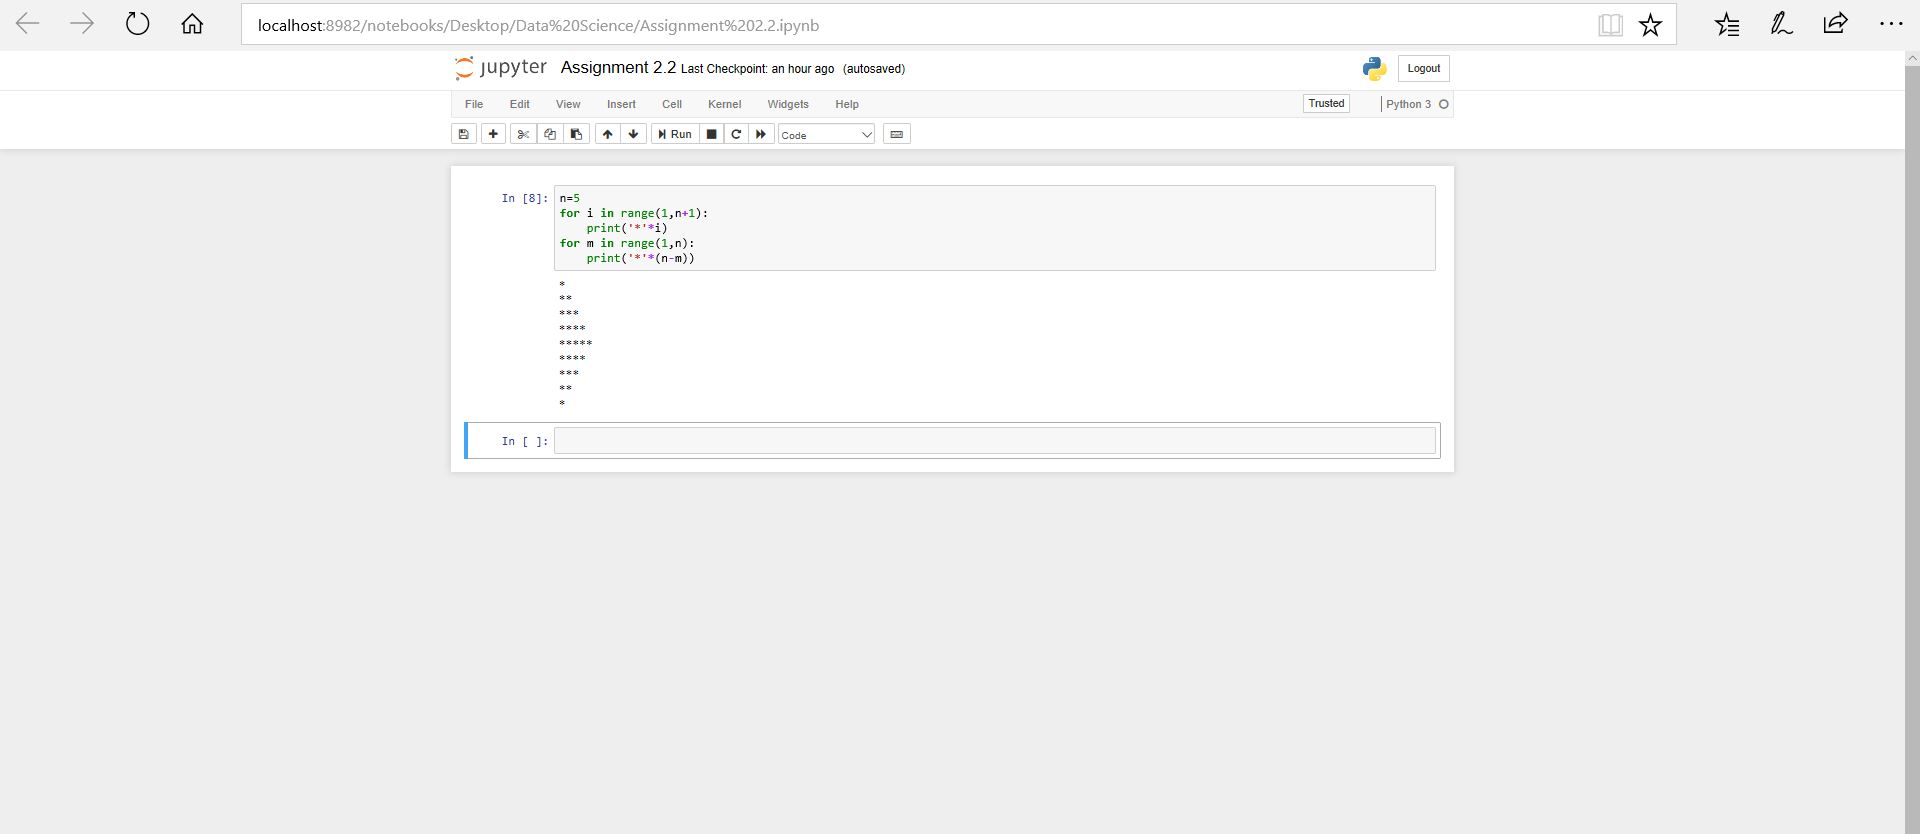 localhost:8982/notebooks/Desktop/Data%20Science/Assignment%202.2.ipynb
jupyter Assignment 2.2 Last Checkpoint: an hour ago (autosaved) Logout
File Edit View Insert Cell Kernel Widgets Help Trusted Python 3
Run Code
In [8]: n=5
for i in range(1,n+1):
    print('*'*i)
for m in range(1,n):
    print('*'*(n-m))
*
**
***
****
*****
****
***
**
*
In [ ]: